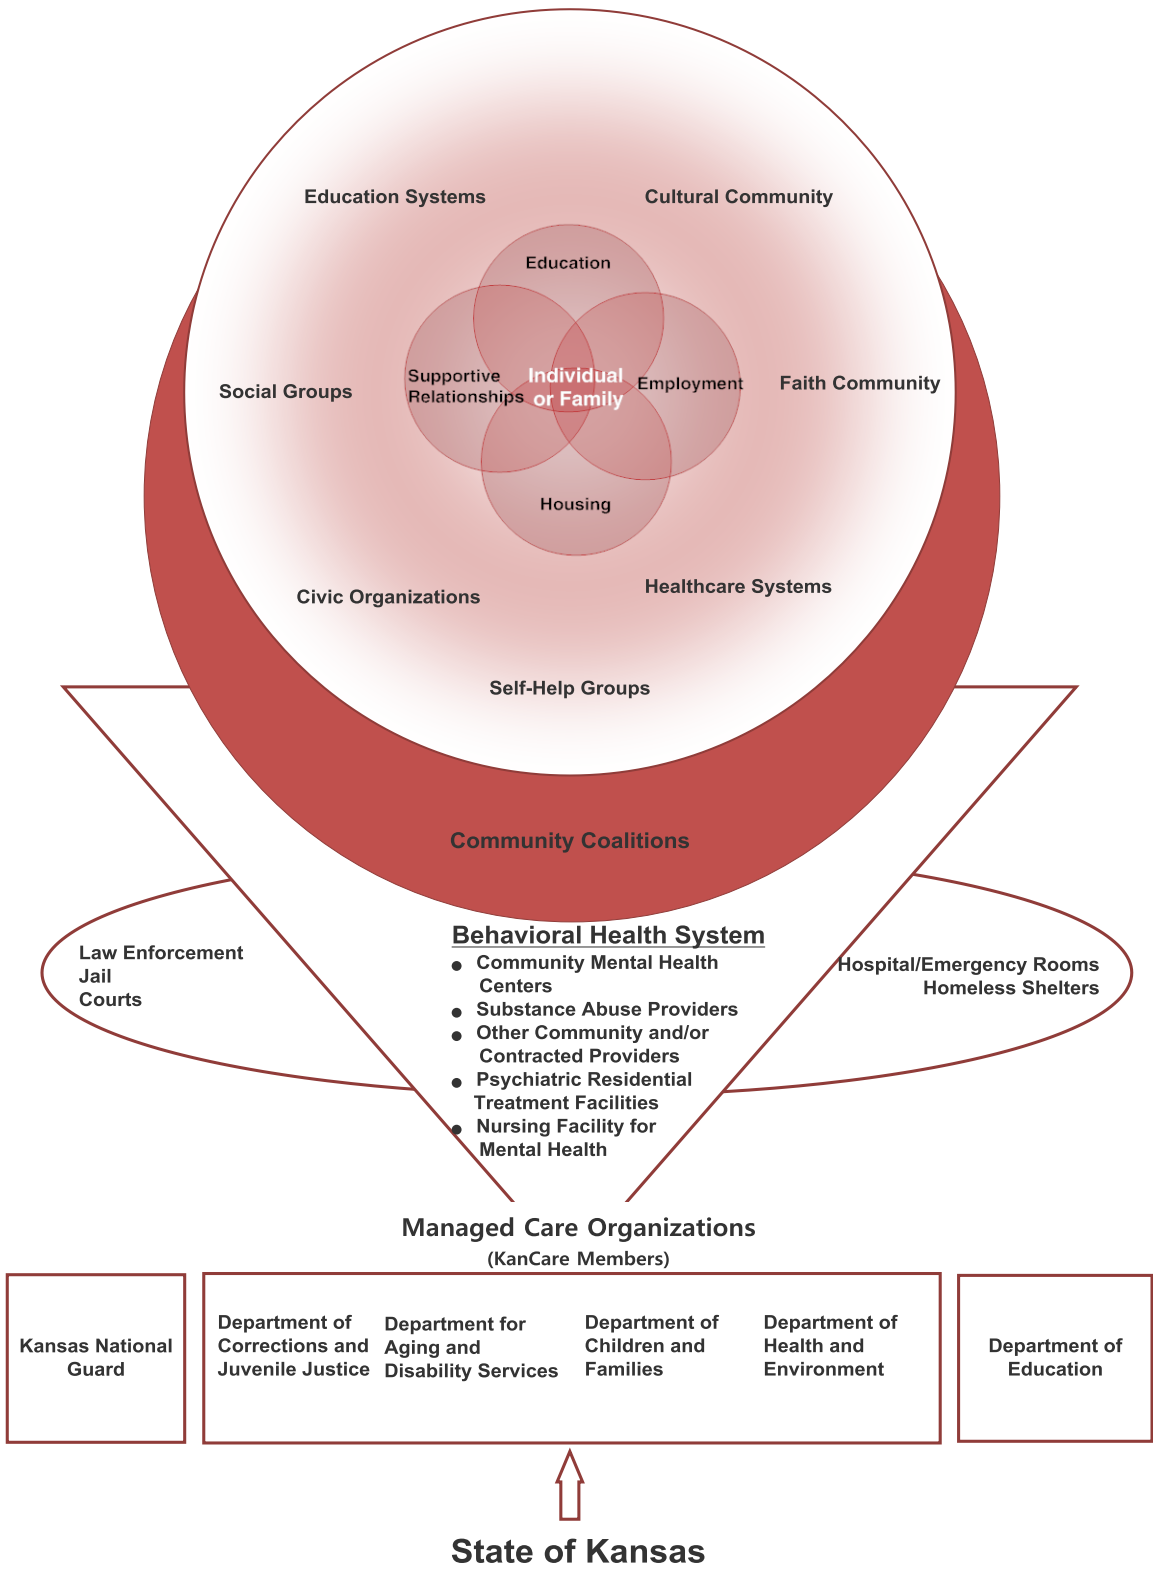 Education Systems
Cultural Community
Education
Supportive
Relationships
Individual
or Family
Employment
Social Groups
Faith Community
Housing
Civic Organizations
Healthcare Systems
Self-Help Groups
Community Coalitions
Law Enforcement
Jail
Courts
Behavioral Health System
● Community Mental Health
Centers
● Substance Abuse Providers
● Other Community and/or
Contracted Providers
● Psychiatric Residential
Treatment Facilities
● Nursing Facility for
Mental Health
Hospital/Emergency Rooms
Homeless Shelters
Managed Care Organizations
(KanCare Members)
Kansas National
Guard
Department of
Corrections and
Juvenile Justice
Department for
Aging and
Disability Services
Department of
Children and
Families
Department of
Health and
Environment
Department of
Education
State of Kansas